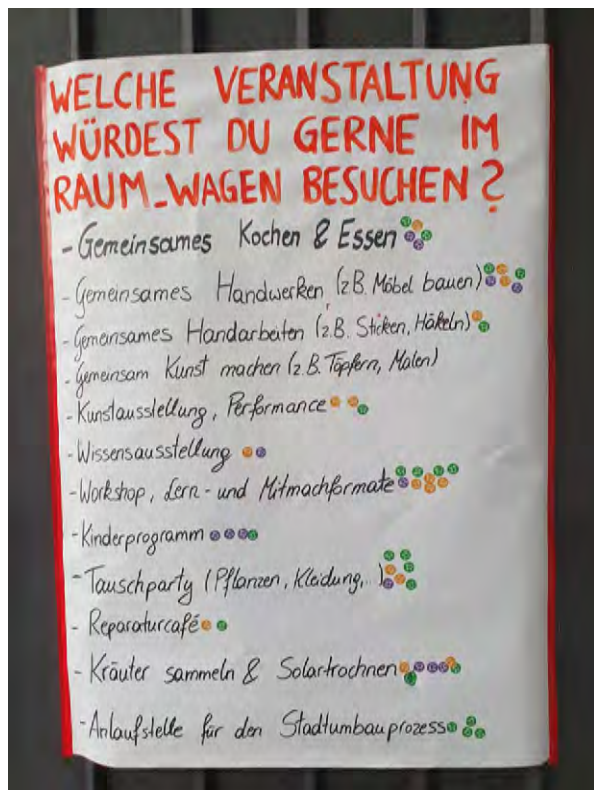 WELCHE VERANSTALTUNG
WÜRDEST DU GERNE IM
RAUM_WAGEN BESUCHEN?
- Gemeinsames Kochen & Essen
- Gemeinsames Handwerken (z.B. Möbel bauen)
- Gemeinsames Handarbeiten (z.B. Sticken, Häkeln)
- Gemeinsam Kunst machen (z.B. Töpfern, Malen)
- Kunstausstellung, Performance
- Wissensausstellung
- Workshop, Lern- und Mitmachformate
- Kinderprogramm
- Tauschparty (Pflanzen, Kleidung,...)
- Reparaturcafé
- Kräuter sammeln & Solartrochnen
- Anlaufstelle für den Stadtumbauprozess